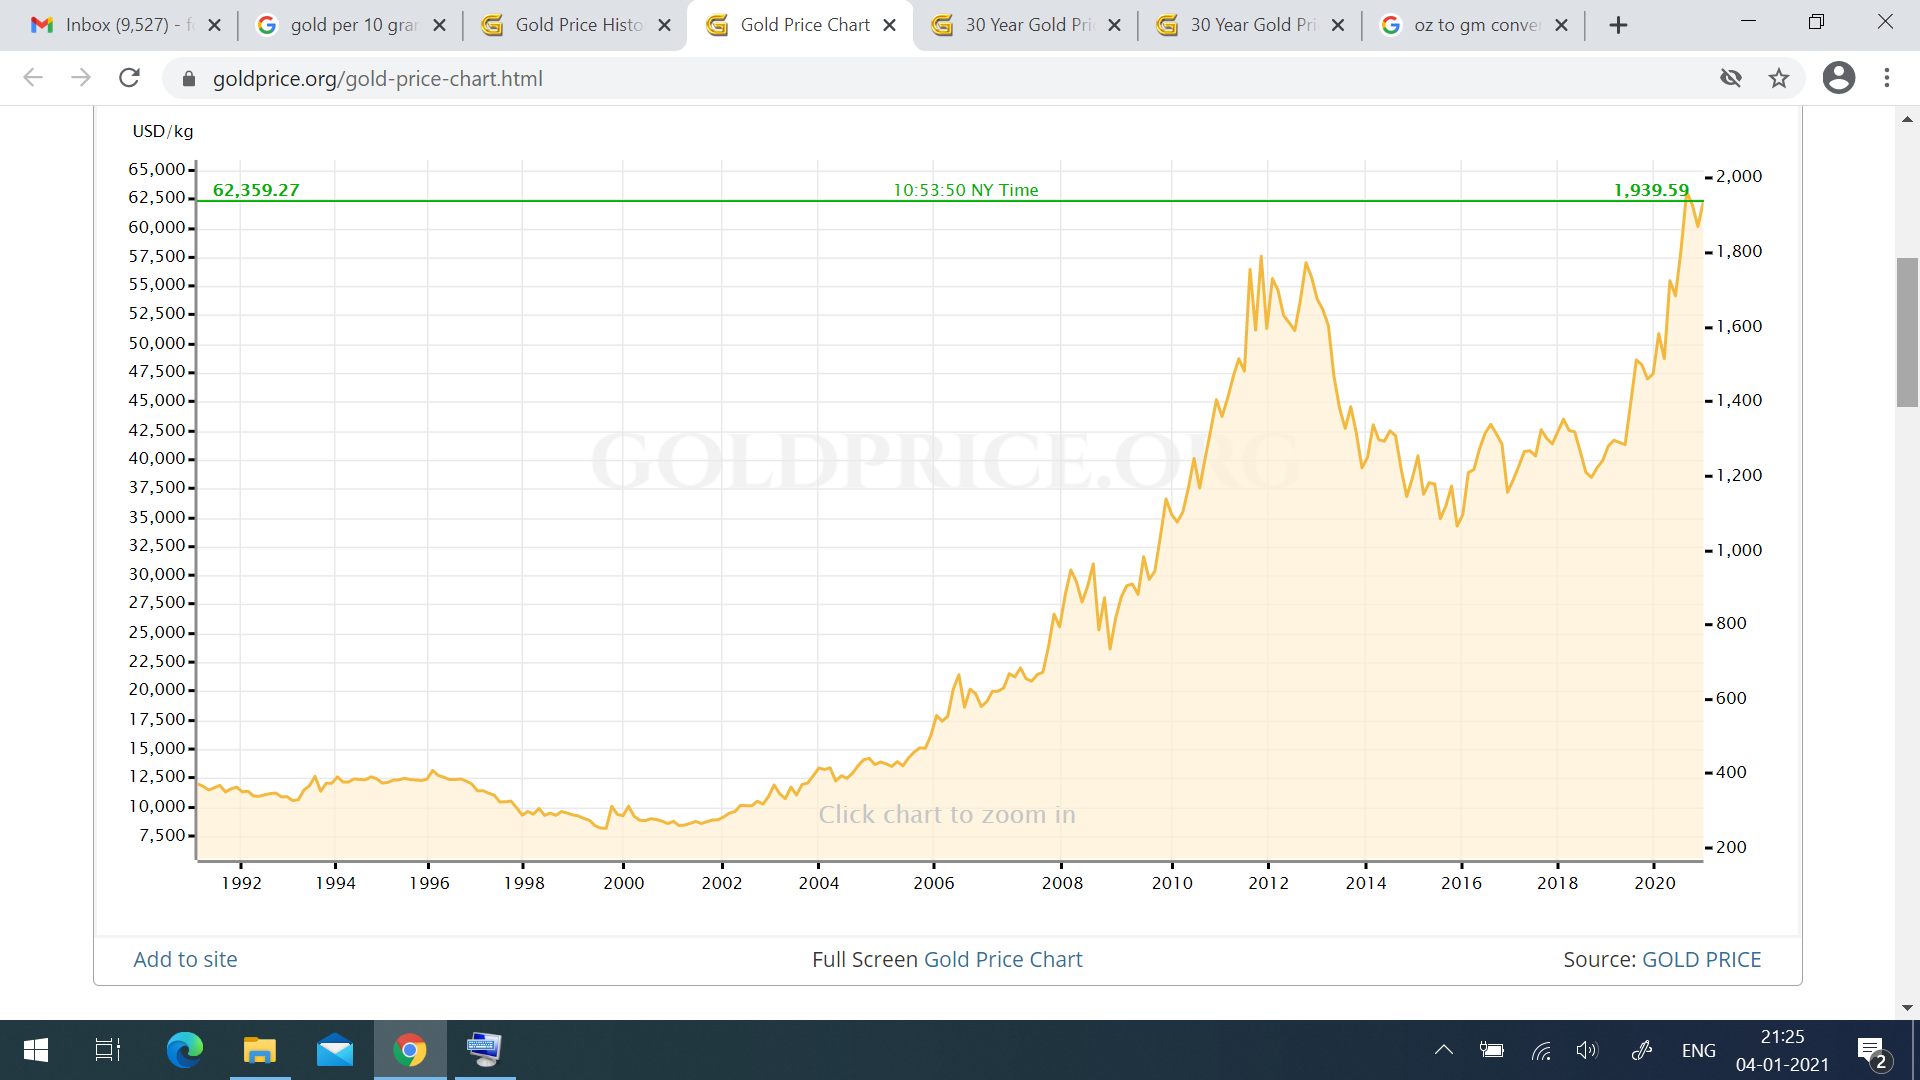 Inbox (9,527) - f
gold per 10 gra
Gold Price Histo
Gold Price Chart
30 Year Gold Pri
30 Year Gold Pri
oz to gm conver
goldprice.org/gold-price-chart.html
USD/kg
65,000
62,500
60,000
57,500
55,000
52,500
50,000
47,500
45,000
42,500
40,000
37,500
35,000
32,500
30,000
27,500
25,000
22,500
20,000
17,500
15,000
12,500
10,000
7,500
62,359.27
10:53:50 NY Time
1,939.59
2,000
1,800
1,600
1,400
1,200
1,000
800
600
400
200
GOLDPRICE.ORG
Click chart to zoom in
1992 1994 1996 1998 2000 2002 2004 2006 2008 2010 2012 2014 2016 2018 2020
Add to site
Full Screen Gold Price Chart
Source: GOLD PRICE
ENG
21:25
04-01-2021
2